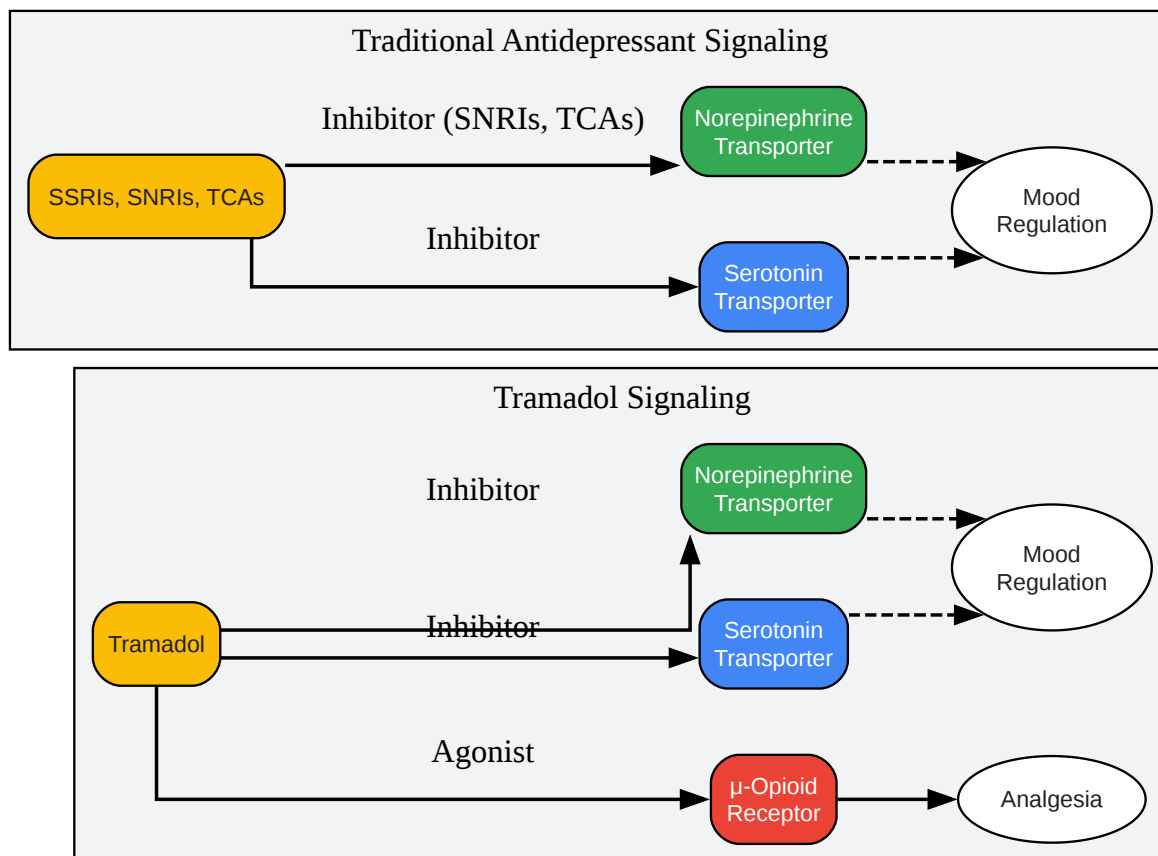 Traditional Antidepressant Signaling
Inhibitor (SNRIs, TCAs)
Norepinephrine
Transporter
SSRIs, SNRIs, TCAs
Mood
Regulation
Inhibitor
Serotonin
Transporter
Tramadol Signaling
Inhibitor
Norepinephrine
Transporter
Mood
Regulation
Inhibitor
Tramadol
Serotonin
Transporter
Agonist
μ-Opioid
Receptor
Analgesia